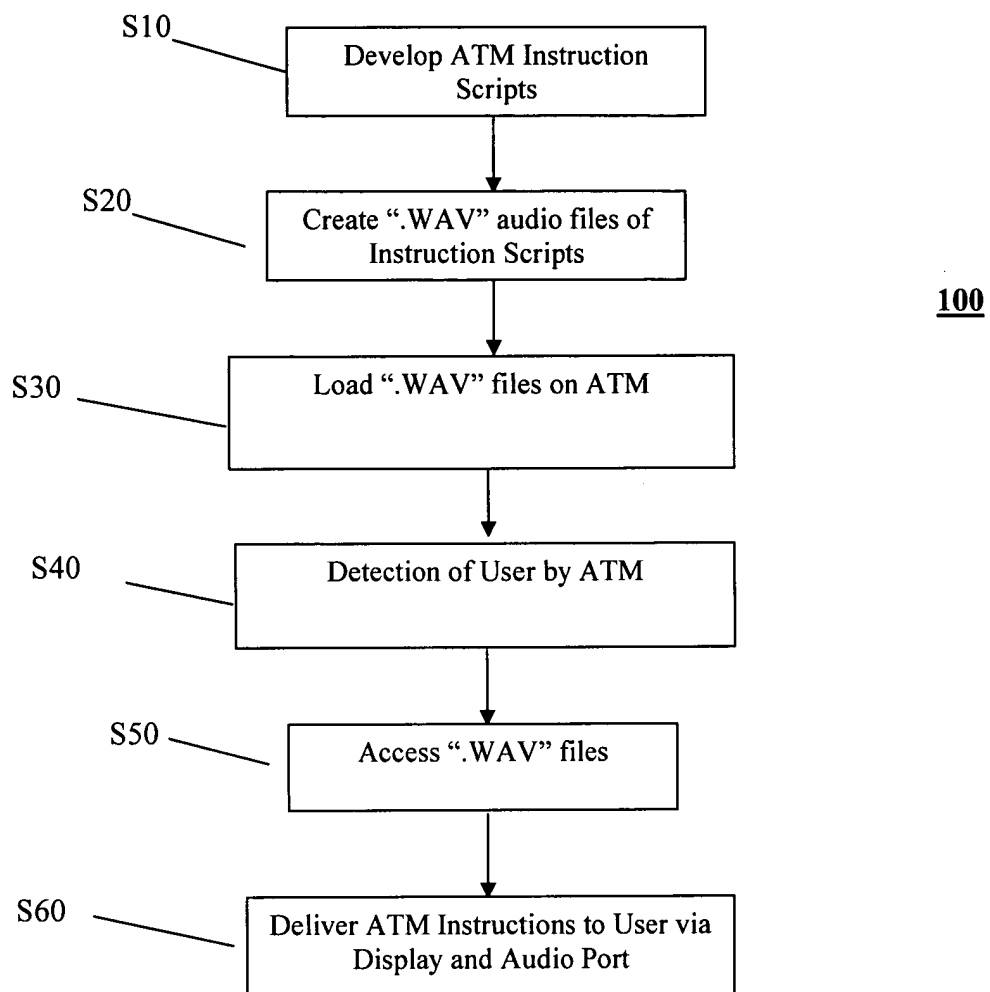 S10
Develop ATM Instruction
Scripts
S20
Create “.WAV” audio files of
Instruction Scripts
100
S30
Load “.WAV” files on ATM
S40
Detection of User by ATM
S50
Access “.WAV” files
S60
Deliver ATM Instructions to User via
Display and Audio Port